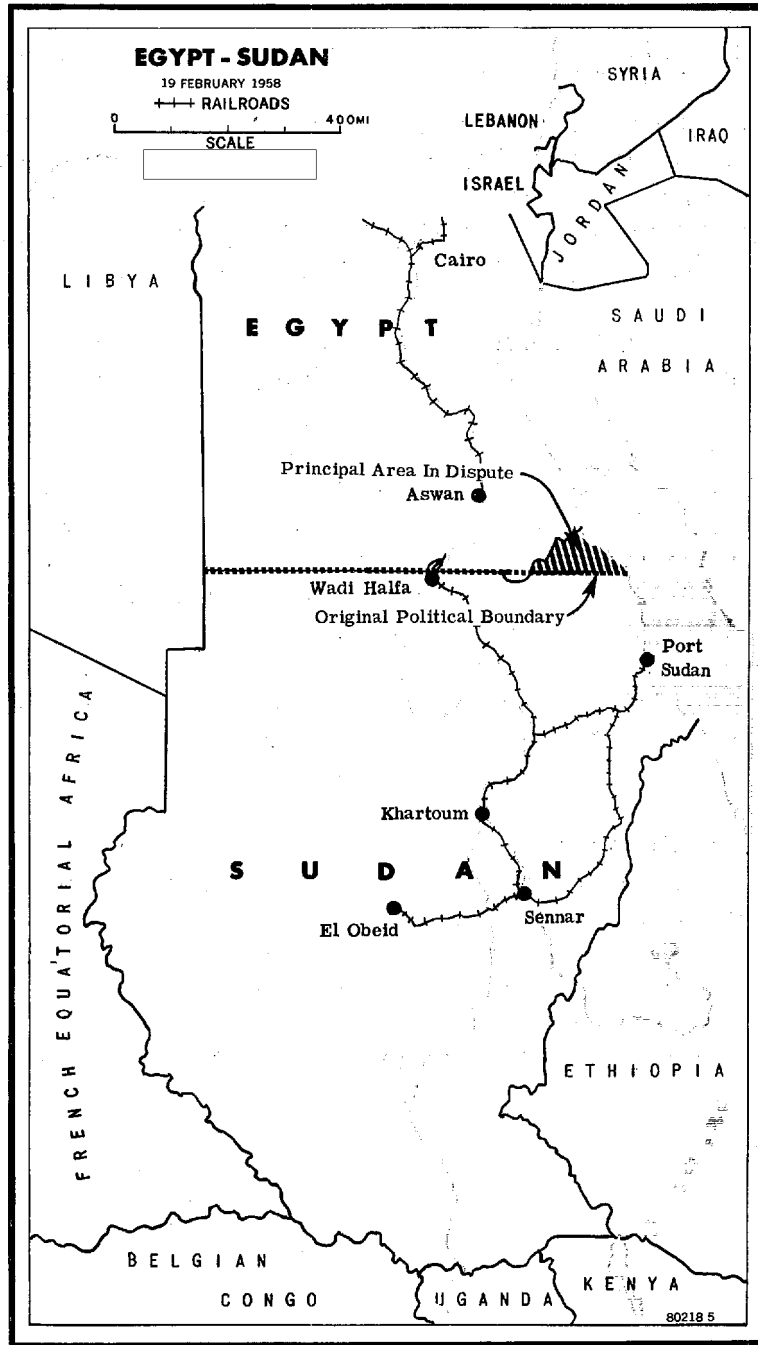 EGYPT - SUDAN
19 FEBRUARY 1958
RAILROADS
0 400 MI
SCALE
SYRIA
LEBANON
IRAQ
ISRAEL
JORDAN
Cairo
LIBYA
EGYPT
SAUDI
ARABIA
Principal Area In Dispute
Aswan
Wadi Halfa
Original Political Boundary
Port
Sudan
FRENCH EQUATORIAL AFRICA
Khartoum
SUDAN
El Obeid
Sennar
ETHIOPIA
BELGIAN
CONGO
UGANDA
KENYA
80218 5